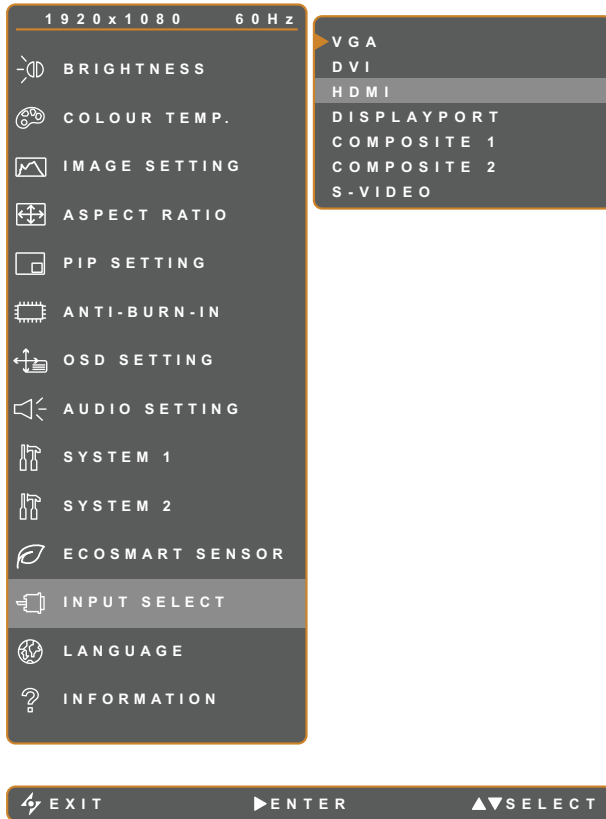 1920x1080 60Hz
BRIGHTNESS
COLOUR TEMP.
IMAGE SETTING
ASPECT RATIO
PIP SETTING
ANTI-BURN-IN
OSD SETTING
AUDIO SETTING
SYSTEM 1
SYSTEM 2
ECOSMART SENSOR
INPUT SELECT
LANGUAGE
INFORMATION
VGA
DVI
HDMI
DISPLAYPORT
COMPOSITE 1
COMPOSITE 2
S-VIDEO
EXIT ENTER SELECT